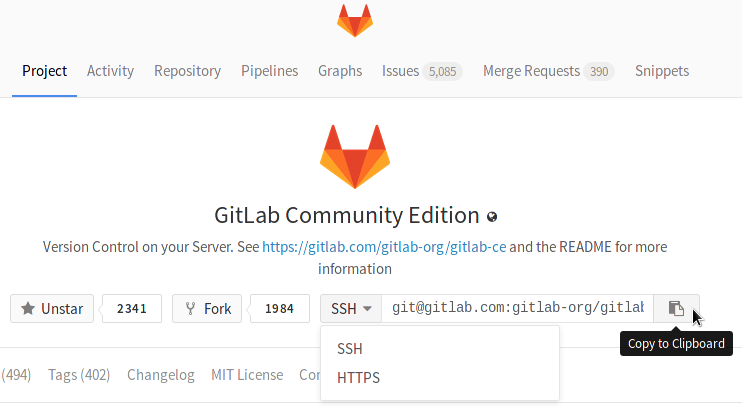 Project Activity Repository Pipelines Graphs Issues 5,085 Merge Requests 390 Snippets
GitLab Community Edition
Version Control on your Server. See https://gitlab.com/gitlab-org/gitlab-ce and the README for more
information
Unstar 2341 Fork 1984 SSH git@gitlab.com:gitlab-org/gitlab
Copy to Clipboard
SSH
(494) Tags (402) Changelog MIT License Con
HTTPS